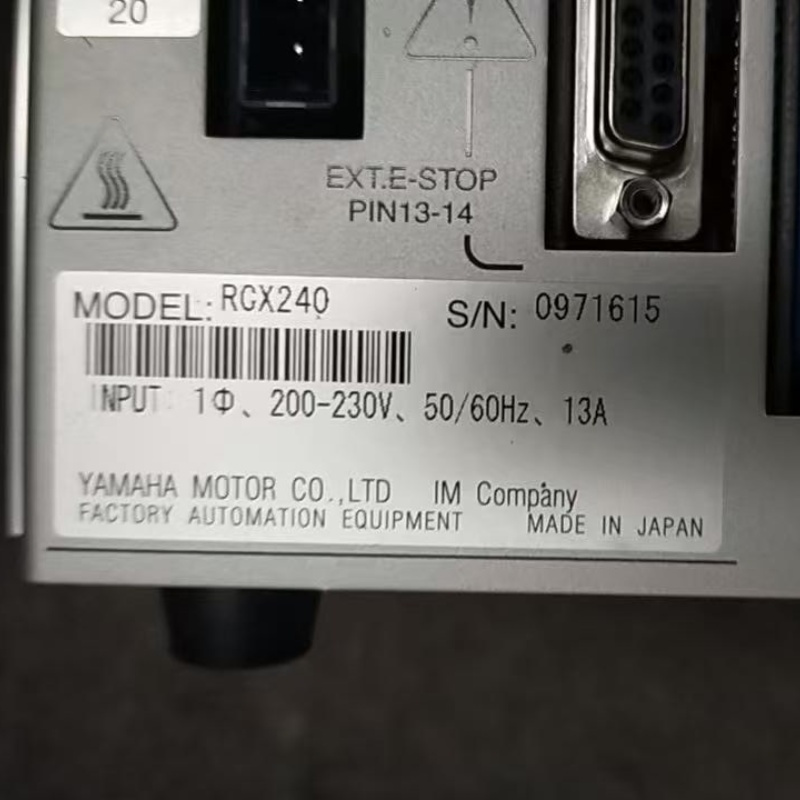 20
EXT.E-STOP
PIN13-14
MODEL: RCX240 S/N: 0971615
INPUT: 1Φ、200-230V、50/60Hz、13A
YAMAHA MOTOR CO.,LTD IM Company
FACTORY AUTOMATION EQUIPMENT MADE IN JAPAN